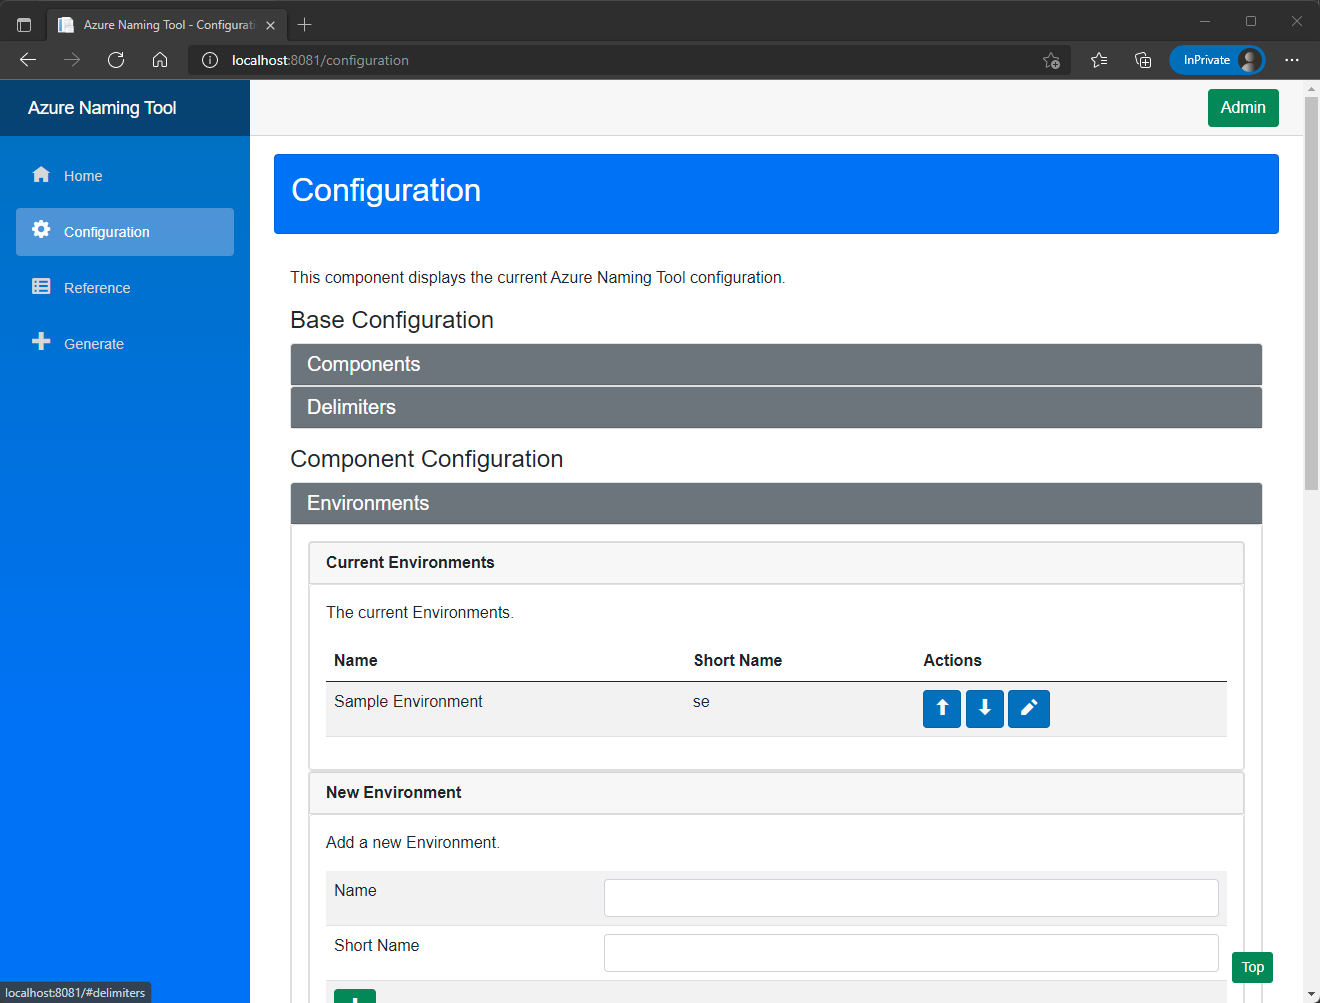 Azure Naming Tool - Configurati
localhost:8081/configuration
InPrivate
Azure Naming Tool
Admin
Home
Configuration
Reference
Generate
Configuration
This component displays the current Azure Naming Tool configuration.
Base Configuration
Components
Delimiters
Component Configuration
Environments
Current Environments
The current Environments.
Name Short Name Actions
Sample Environment se
New Environment
Add a new Environment.
Name
Short Name
Top
localhost:8081/#delimiters